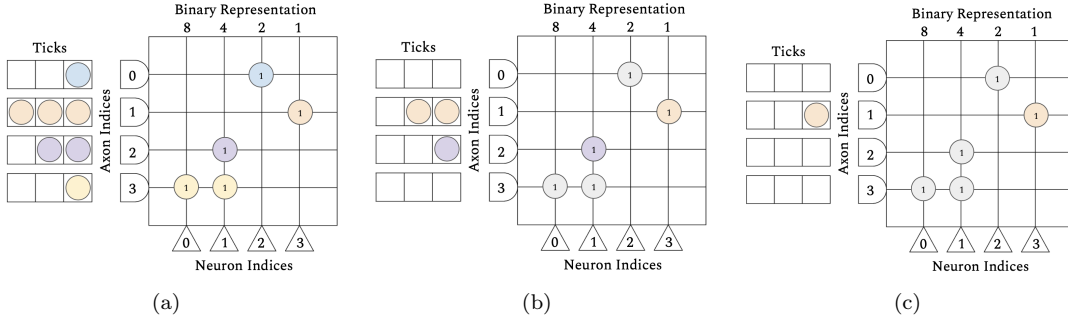 Binary Representation
8 4 2 1
Ticks
Axon Indices
0
1
1
1
2
1
3
1
1
0 1 2 3
Neuron Indices
(a)
Binary Representation
8 4 2 1
Ticks
Axon Indices
0
1
1
1
2
1
3
1
1
0 1 2 3
Neuron Indices
(b)
Binary Representation
8 4 2 1
Ticks
Axon Indices
0
1
1
1
2
1
3
1
1
0 1 2 3
Neuron Indices
(c)